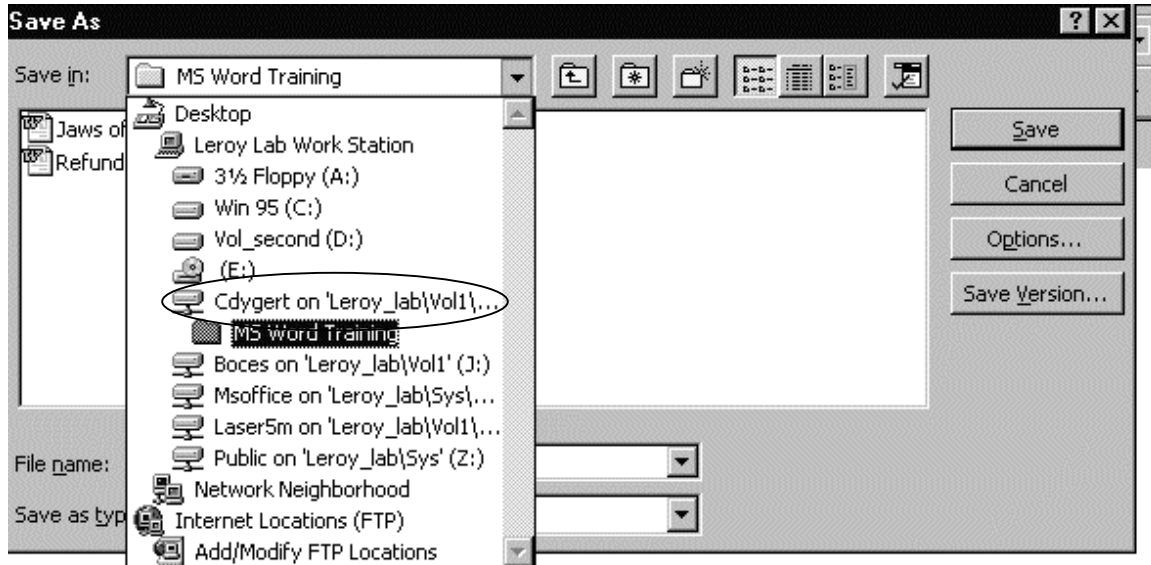 Save As
Save in: MS Word Training
Jaws of
Refund
Desktop
Leroy Lab Work Station
3½ Floppy (A:)
Win 95 (C:)
Vol_second (D:)
(E:)
Cdygert on 'Leroy_lab\Vol1\...
MS Word Training
Boces on 'Leroy_lab\Vol1' (J:)
Msoffice on 'Leroy_lab\Sys\...
Laser5m on 'Leroy_lab\Vol1\...
Public on 'Leroy_lab\Sys' (Z:)
Network Neighborhood
Internet Locations (FTP)
Add/Modify FTP Locations
Save
Cancel
Options...
Save Version...
File name:
Save as typ